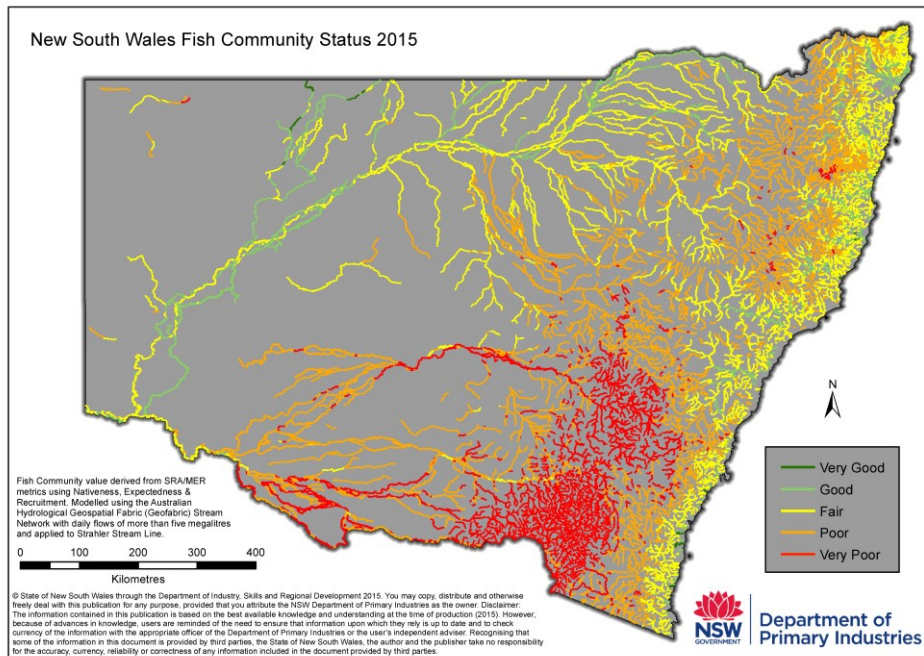 New South Wales Fish Community Status 2015
N
Very Good
Good
Fair
Poor
Very Poor
Fish Community value derived from SRA/MER
metrics using Nativeness, Expectedness &
Recruitment. Modelled using the Australian
Hydrological Geospatial Fabric (Geofabric) Stream
Network with daily flows of more than five megalitres
and applied to Strahler Stream Line.
0 50 100 200 300 400
Kilometres
© State of New South Wales through the Department of Industry, Skills and Regional Development 2015. You may copy, distribute and otherwise
freely deal with this publication for any purpose, provided that you attribute the NSW Department of Primary Industries as the owner. Disclaimer:
The information contained in this publication is based on the best available knowledge and understanding at the time of production (2015). However,
because of advances in knowledge, users are reminded of the need to ensure that information upon which they rely is up to date and to check
currency of the information with the appropriate officer of the Department of Primary Industries or the user's independent adviser. Recognising that
some of the information in this document is provided by third parties, the State of New South Wales, the author and the publisher take no responsibility
for the accuracy, currency, reliability or correctness of any information included in the document provided by third parties.
NSW
GOVERNMENT
Department of
Primary Industries